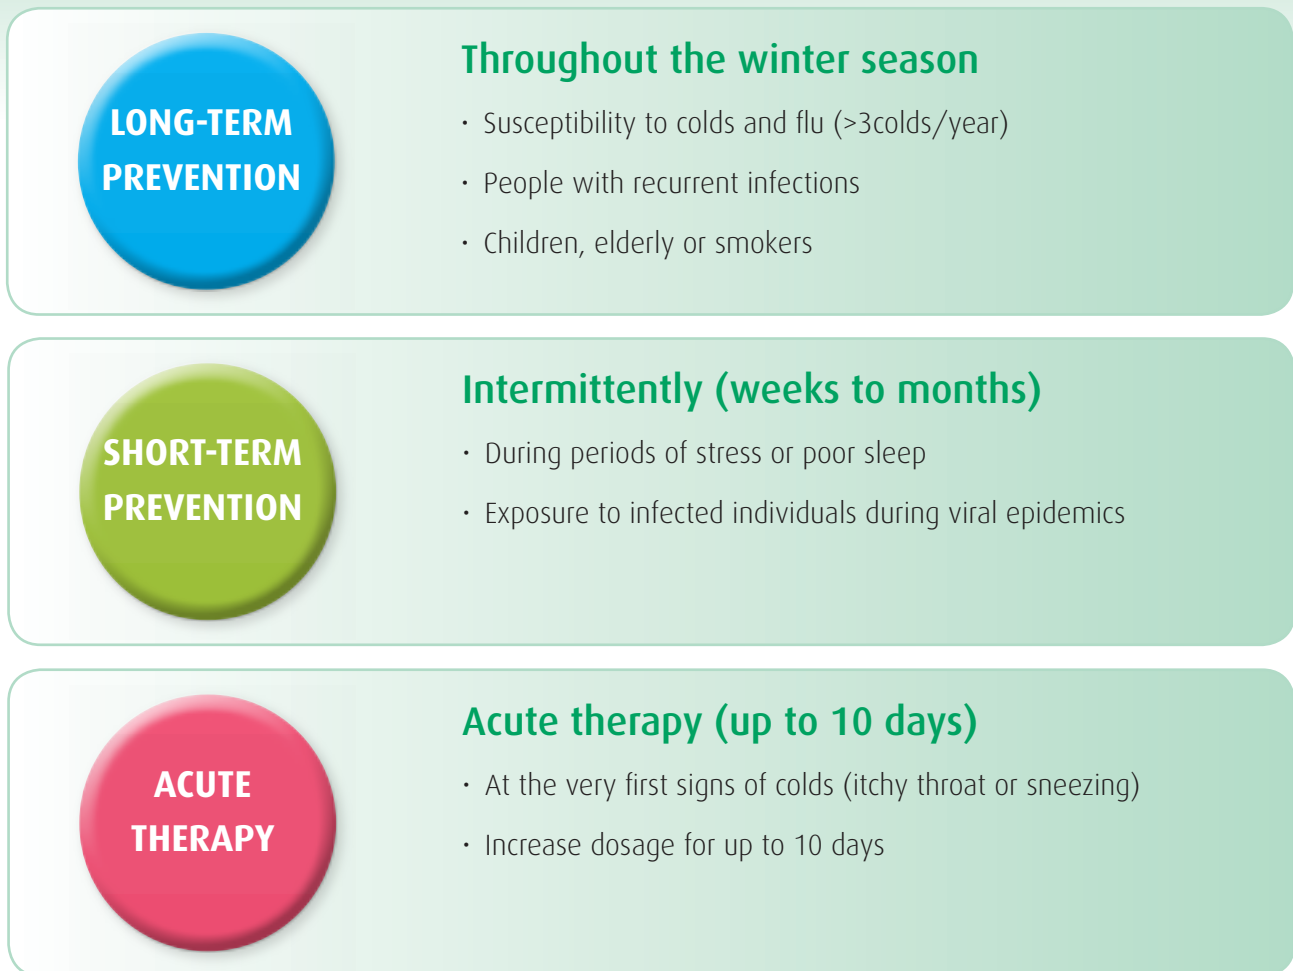 LONG-TERM
PREVENTION
Throughout the winter season
· Susceptibility to colds and flu (>3colds/year)
· People with recurrent infections
· Children, elderly or smokers
SHORT-TERM
PREVENTION
Intermittently (weeks to months)
· During periods of stress or poor sleep
· Exposure to infected individuals during viral epidemics
ACUTE
THERAPY
Acute therapy (up to 10 days)
· At the very first signs of colds (itchy throat or sneezing)
· Increase dosage for up to 10 days